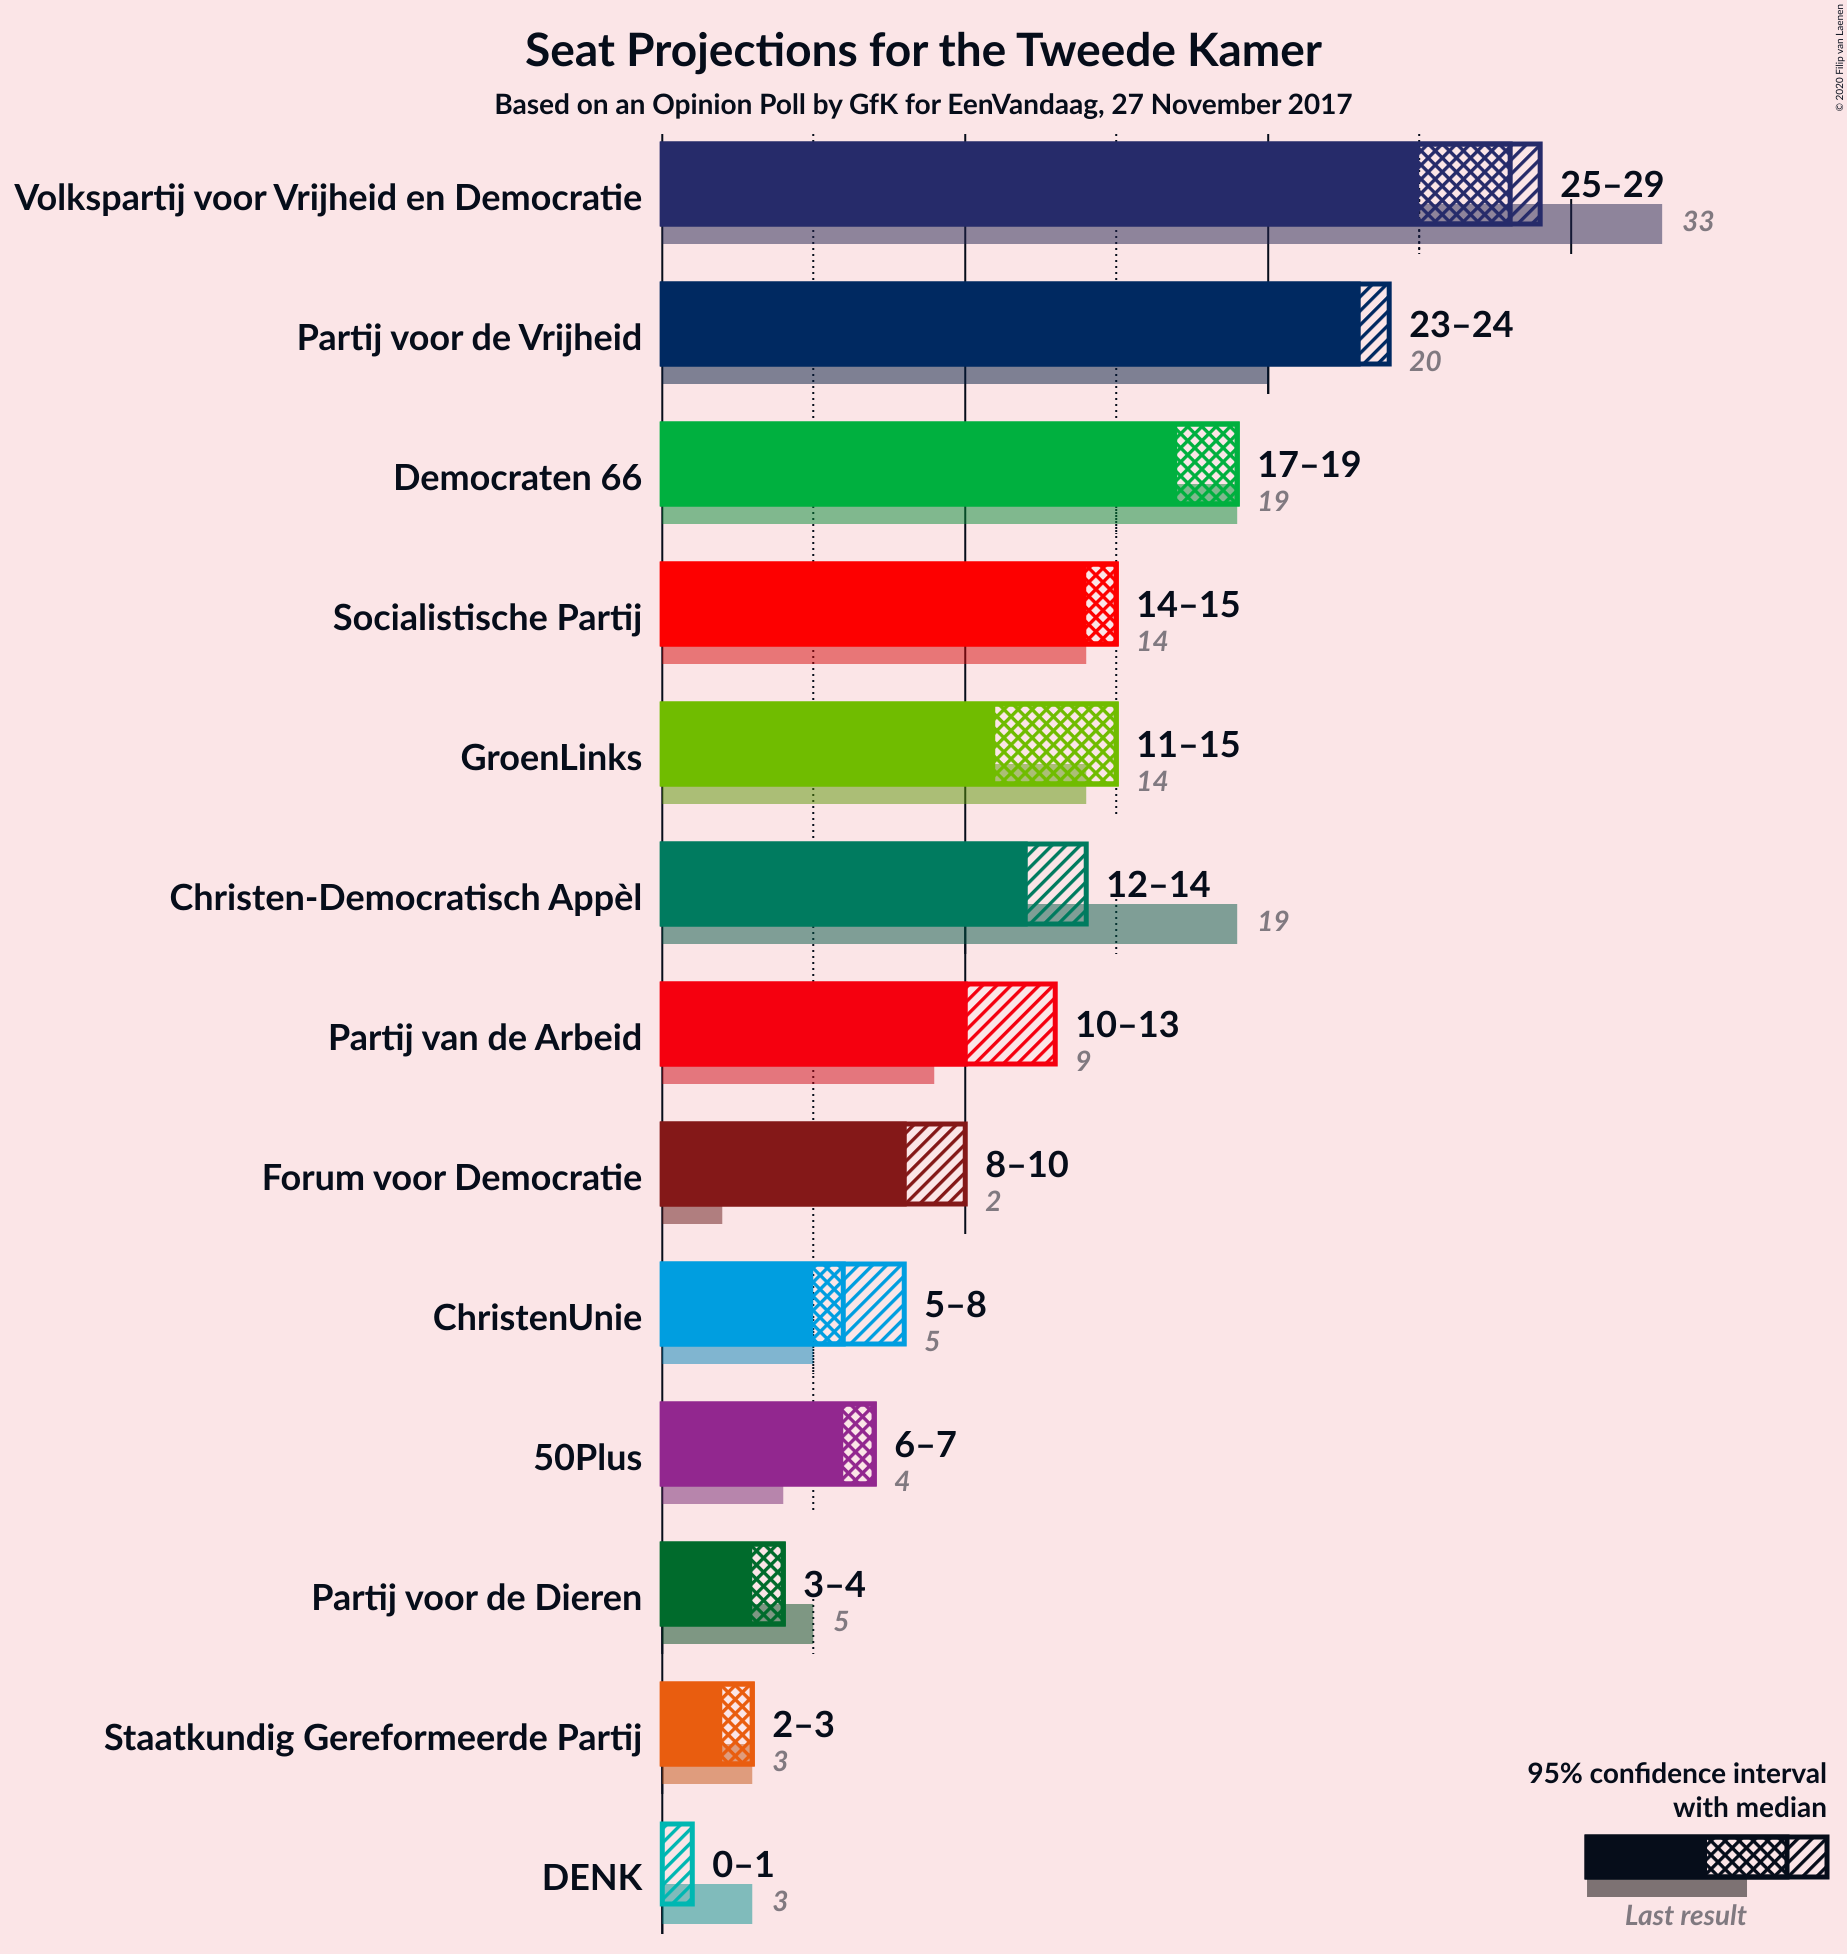 Seat Projections for the Tweede Kamer
Based on an Opinion Poll by GfK for EenVandaag, 27 November 2017
© 2020 Filip van Laenen
Volkspartij voor Vrijheid en Democratie
25–29
33
Partij voor de Vrijheid
23–24
20
Democraten 66
17–19
19
Socialistische Partij
14–15
14
GroenLinks
11–15
14
Christen-Democratisch Appèl
12–14
19
Partij van de Arbeid
10–13
9
Forum voor Democratie
8–10
2
ChristenUnie
5–8
5
50Plus
6–7
4
Partij voor de Dieren
3–4
5
Staatkundig Gereformeerde Partij
2–3
3
DENK
0–1
3
95% confidence interval
with median
Last result